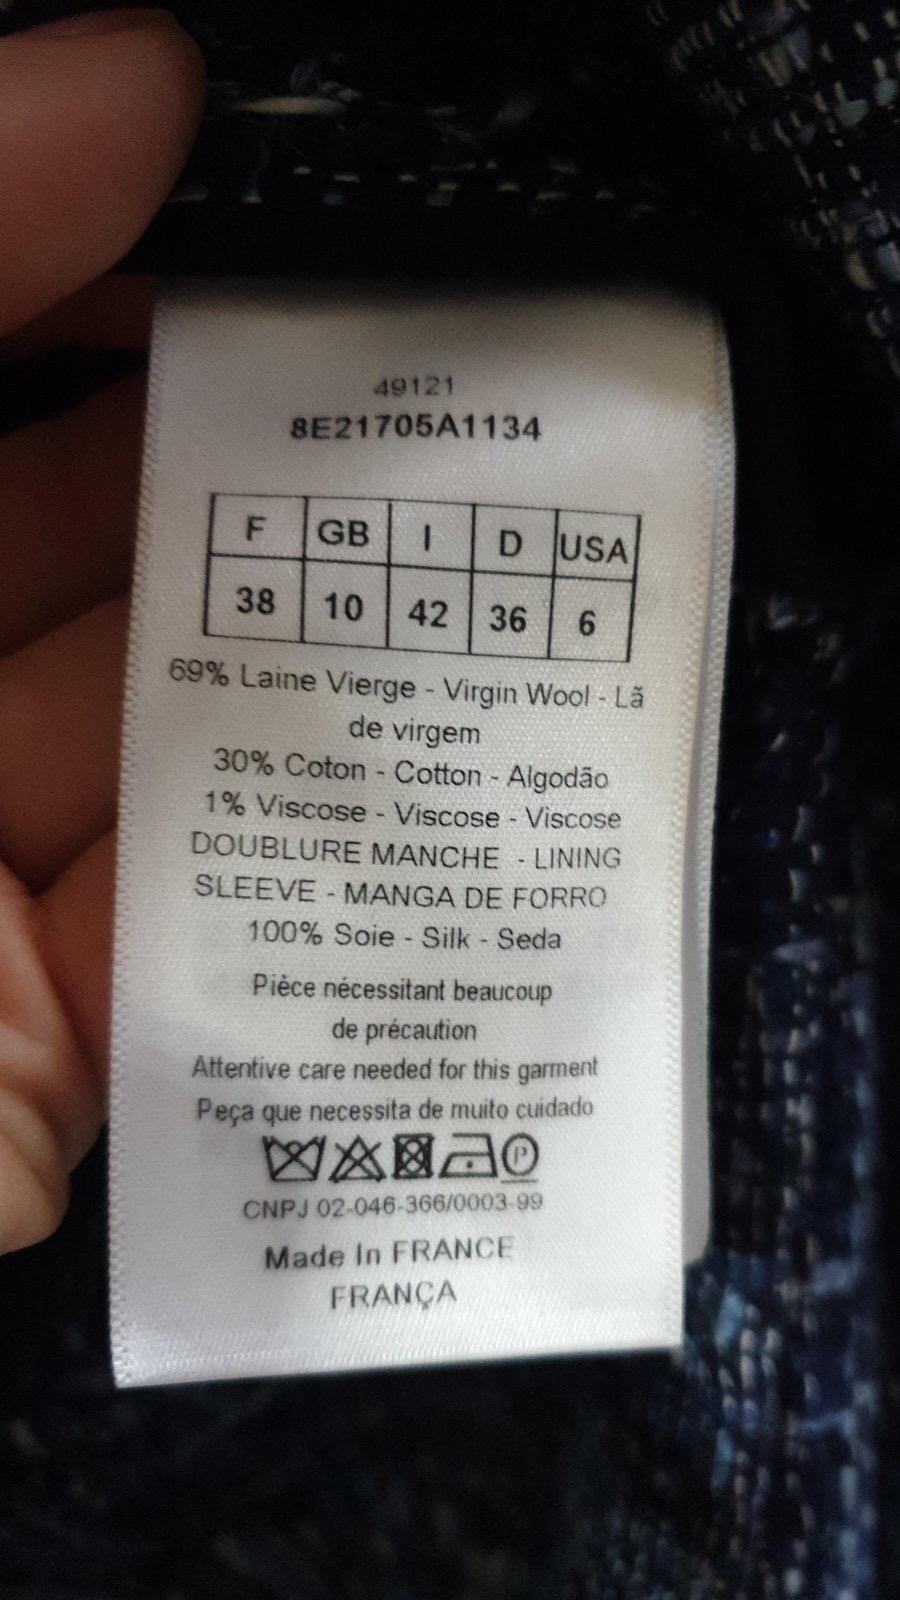 49121
8E21705A1134
F GB I D USA
38 10 42 36 6
69% Laine Vierge - Virgin Wool - Lã
de virgem
30% Coton - Cotton - Algodão
1% Viscose - Viscose - Viscose
DOUBLURE MANCHE - LINING
SLEEVE - MANGA DE FORRO
100% Soie - Silk - Seda
Pièce nécessitant beaucoup
de précaution
Attentive care needed for this garment
Peça que necessita de muito cuidado
P
CNPJ 02-046-366/0003-99
Made In FRANCE
FRANÇA